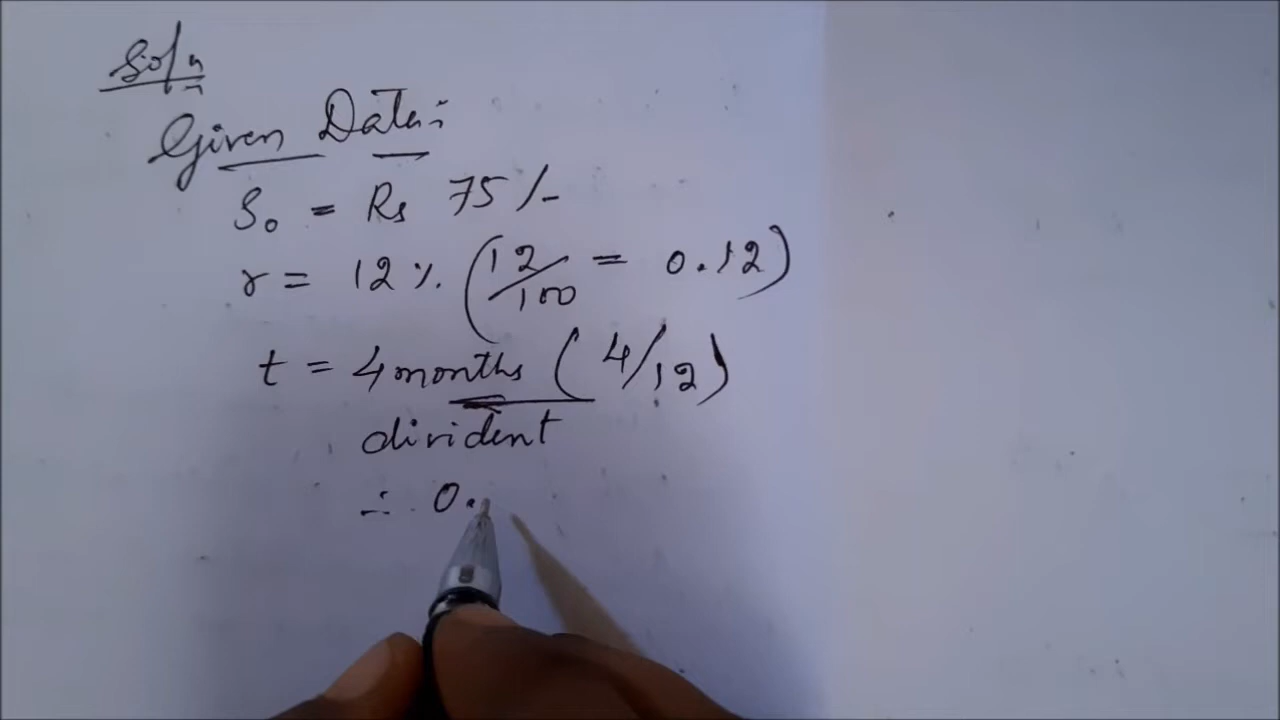 Soln
Given Data:
S₀ = Rs 75/-
r = 12% (12/100 = 0.12)
t = 4 months (4/12)
divident
∴ 0.